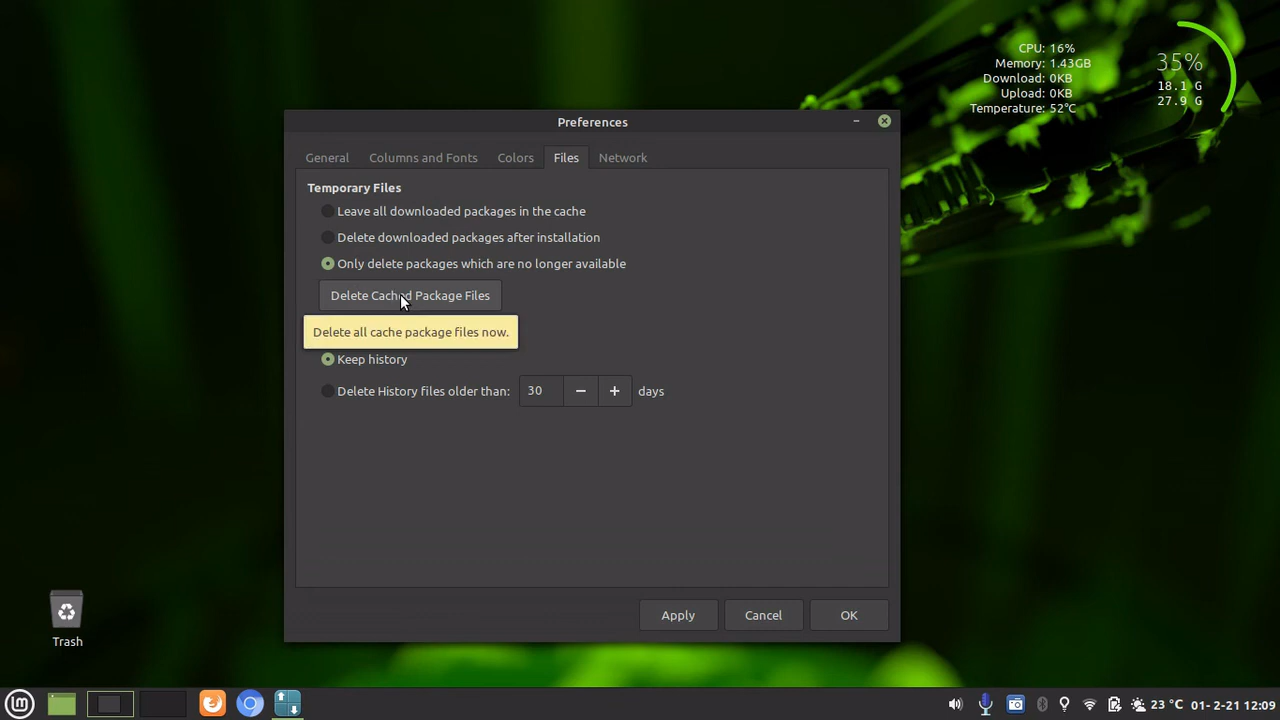 CPU: 16%
Memory: 1.43GB
Download: 0KB
Upload: 0KB
Temperature: 52°C
35%
18.1 G
27.9 G
Preferences
General Columns and Fonts Colors Files Network
Temporary Files
Leave all downloaded packages in the cache
Delete downloaded packages after installation
Only delete packages which are no longer available
Delete Cached Package Files
Delete all cache package files now.
Keep history
Delete History files older than: 30 days
Apply Cancel OK
Trash
23 °C 01- 2-21 12:09